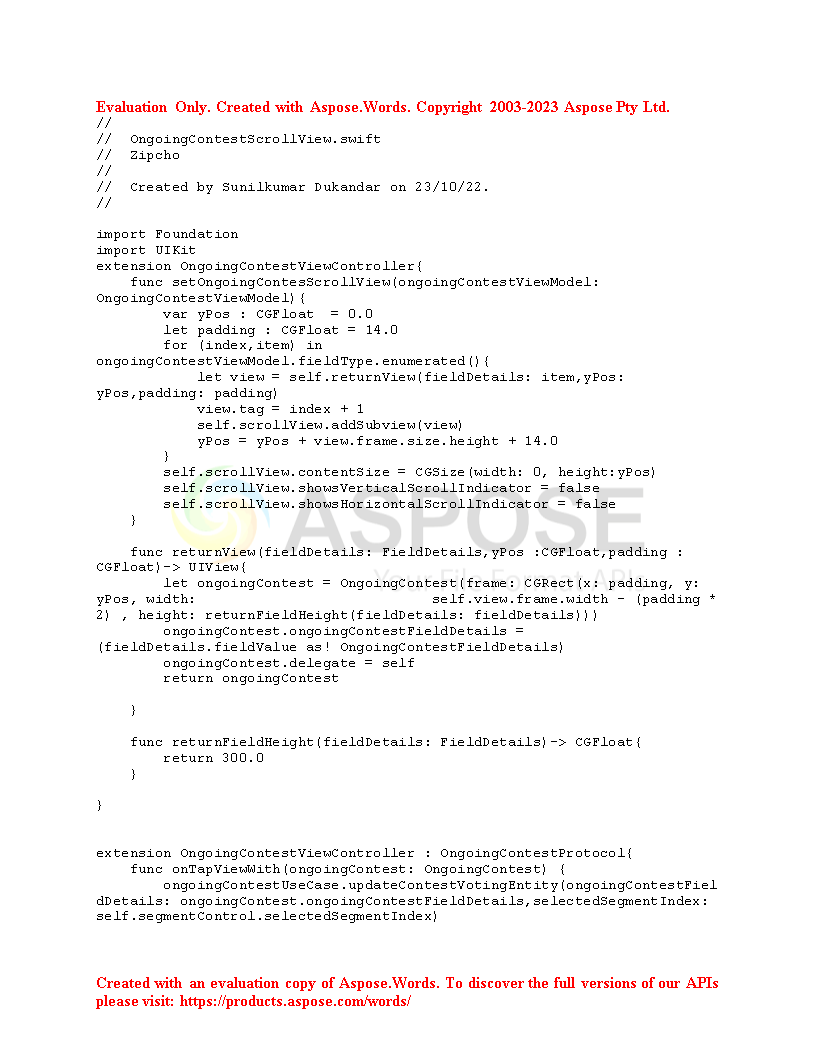 Evaluation Only. Created with Aspose.Words. Copyright 2003-2023 Aspose Pty Ltd.
//
//  OngoingContestScrollView.swift
//  Zipcho
//
//  Created by Sunilkumar Dukandar on 23/10/22.
//

import Foundation
import UIKit
extension OngoingContestViewController{
    func setOngoingContesScrollView(ongoingContestViewModel:
OngoingContestViewModel){
        var yPos : CGFloat  = 0.0
        let padding : CGFloat = 14.0
        for (index,item) in
ongoingContestViewModel.fieldType.enumerated(){
            let view = self.returnView(fieldDetails: item,yPos:
yPos,padding: padding)
            view.tag = index + 1
            self.scrollView.addSubview(view)
            yPos = yPos + view.frame.size.height + 14.0
        }
        self.scrollView.contentSize = CGSize(width: 0, height:yPos)
        self.scrollView.showsVerticalScrollIndicator = false
        self.scrollView.showsHorizontalScrollIndicator = false
ASPOSE
    }

    func returnView(fieldDetails: FieldDetails,yPos :CGFloat,padding :
CGFloat)-> UIView{
Your File Format APIs
        let ongoingContest = OngoingContest(frame: CGRect(x: padding, y:
yPos, width:                            self.view.frame.width - (padding *
2) , height: returnFieldHeight(fieldDetails: fieldDetails)))
        ongoingContest.ongoingContestFieldDetails =
(fieldDetails.fieldValue as! OngoingContestFieldDetails)
        ongoingContest.delegate = self
        return ongoingContest

    }

    func returnFieldHeight(fieldDetails: FieldDetails)-> CGFloat{
        return 300.0
    }

}


extension OngoingContestViewController : OngoingContestProtocol{
    func onTapViewWith(ongoingContest: OngoingContest) {
        ongoingContestUseCase.updateContestVotingEntity(ongoingContestFiel
dDetails: ongoingContest.ongoingContestFieldDetails,selectedSegmentIndex:
self.segmentControl.selectedSegmentIndex)

Created with an evaluation copy of Aspose.Words. To discover the full versions of our APIs
please visit: https://products.aspose.com/words/